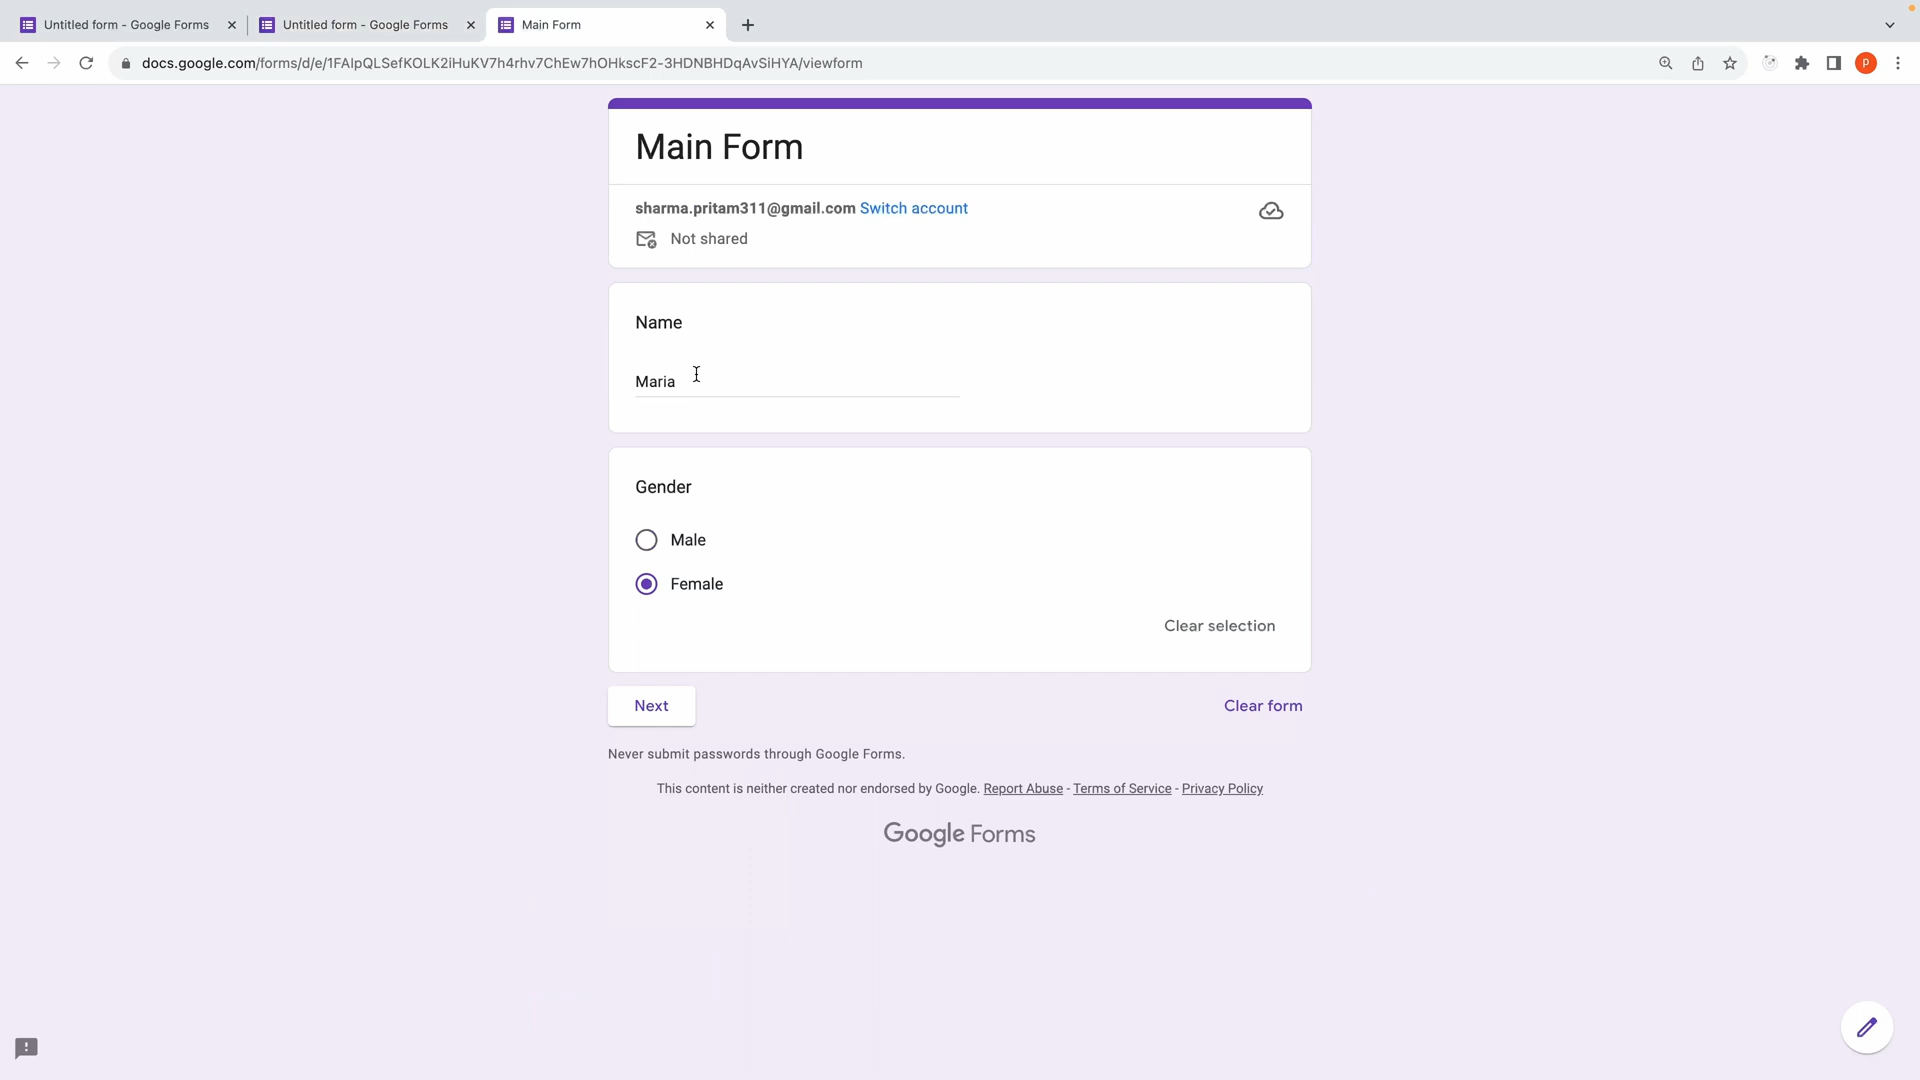 Untitled form - Google Forms
Untitled form - Google Forms
Main Form
docs.google.com/forms/d/e/1FAIpQLSefKOLK2iHuKV7h4rhv7ChEw7hOHkscF2-3HDNBHDqAvSiHYA/viewform
P
Main Form
sharma.pritam311@gmail.com Switch account
Not shared
Name
Maria
Gender
Male
Female
Clear selection
Next
Clear form
Never submit passwords through Google Forms.
This content is neither created nor endorsed by Google. Report Abuse - Terms of Service - Privacy Policy
Google Forms